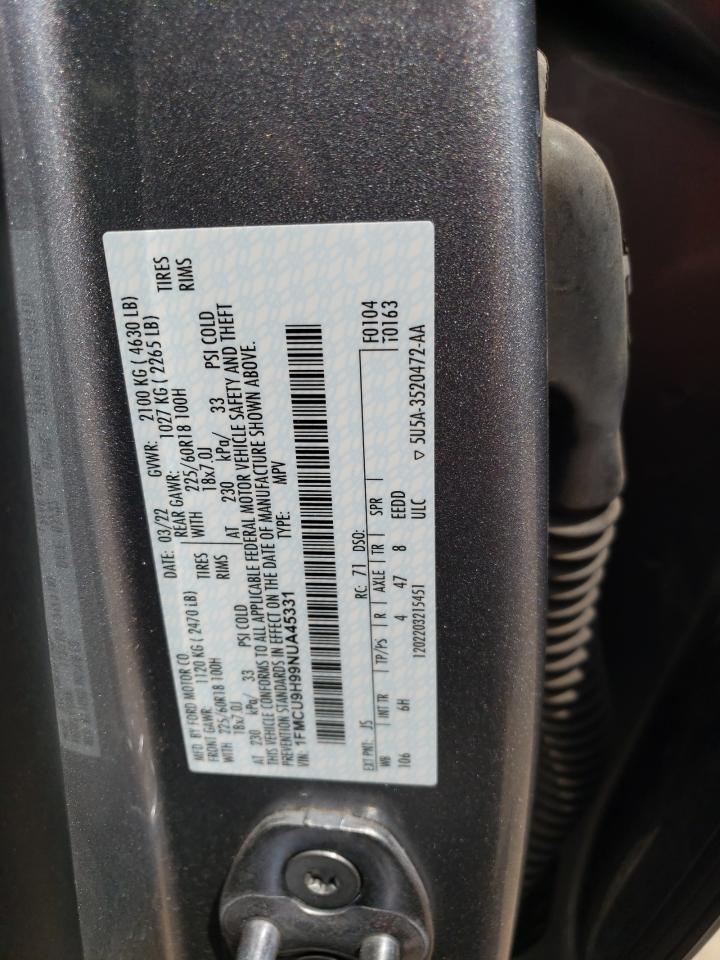 MFD. BY FORD MOTOR CO. DATE: 03/22 GVWR: 2100 KG ( 4630 LB)
FRONT GAWR: 1120 KG ( 2470 LB) REAR GAWR: 1027 KG ( 2265 LB)
WITH 225/60R18 100H TIRES WITH 225/60R18 100H TIRES
18x7.0J RIMS 18x7.0J RIMS
AT 230 kPa/ 33 PSI COLD AT 230 kPa/ 33 PSI COLD
THIS VEHICLE CONFORMS TO ALL APPLICABLE FEDERAL MOTOR VEHICLE SAFETY AND THEFT
PREVENTION STANDARDS IN EFFECT ON THE DATE OF MANUFACTURE SHOWN ABOVE.
VIN: 1FMCU9H99NUA45331 TYPE: MPV
EXT PNT: J5 RC: 71 DSO: F0104
WB INT TR TP/PS R AXLE TR SPR T0163
106 6H 4 47 8 EEDD
1202203215451 ULC ▽ 5U5A-3520472-AA